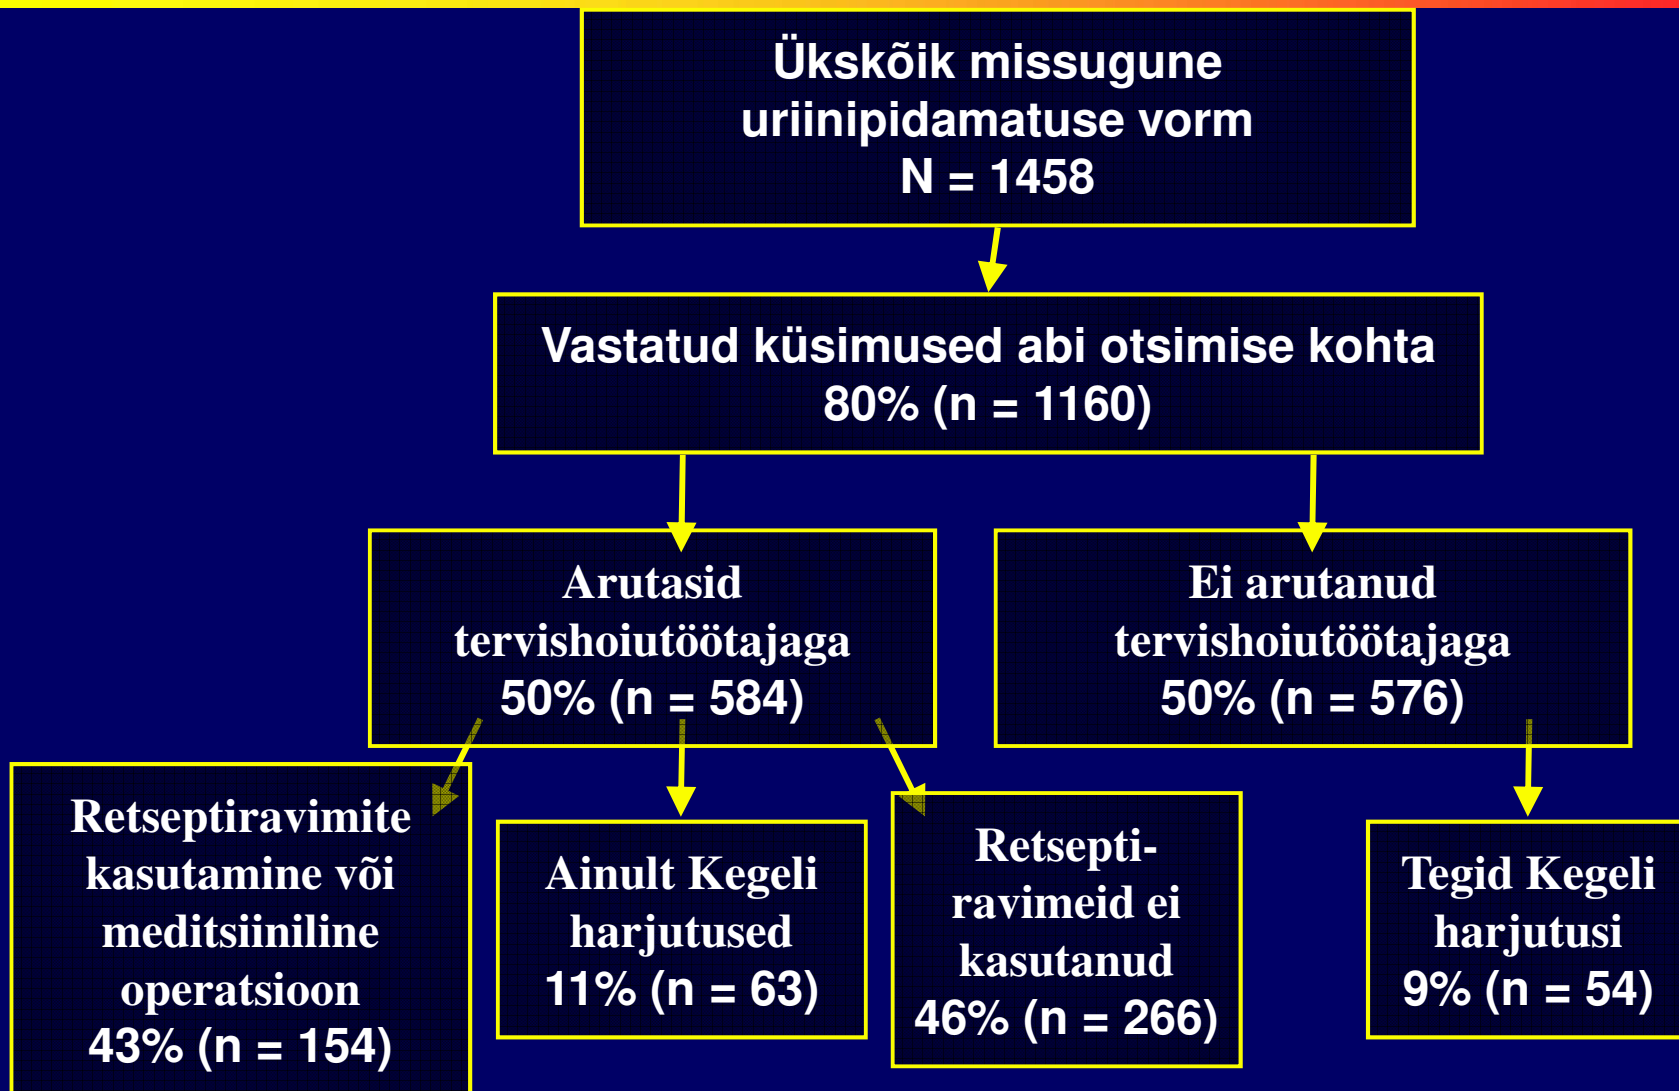 Ükskõik missugune
uriinipidamatuse vorm
N = 1458
Vastatud küsimused abi otsimise kohta
80% (n = 1160)
Arutasid
tervishoiutöötajaga
50% (n = 584)
Ei arutanud
tervishoiutöötajaga
50% (n = 576)
Retseptiravimite
kasutamine või
meditsiiniline
operatsioon
43% (n = 154)
Ainult Kegeli
harjutused
11% (n = 63)
Retsepti-
ravimeid ei
kasutanud
46% (n = 266)
Tegid Kegeli
harjutusi
9% (n = 54)